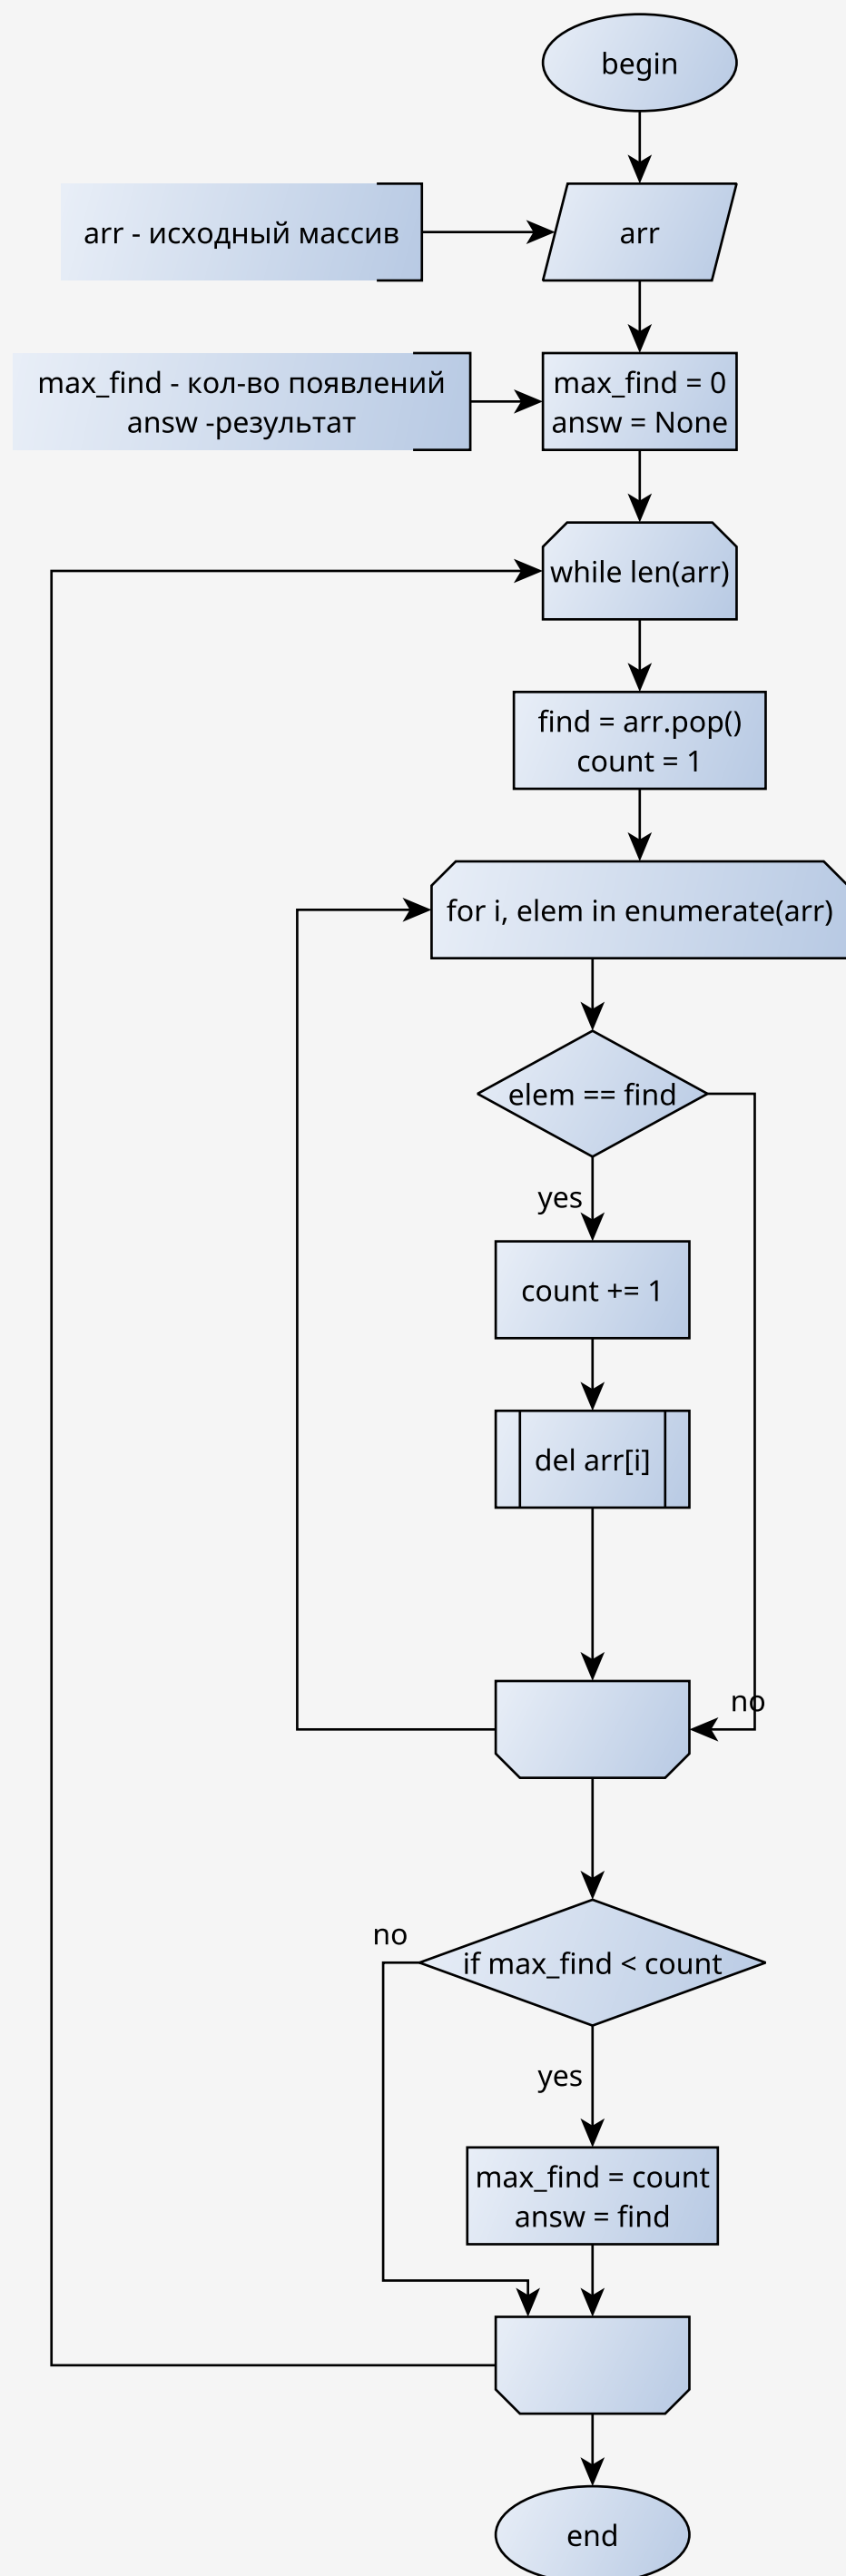 begin
arr - исходный массив
arr
max_find - кол-во появлений
answ -результат
max_find = 0
answ = None
while len(arr)
find = arr.pop()
count = 1
for i, elem in enumerate(arr)
elem == find
yes
count += 1
del arr[i]
no
no
if max_find < count
yes
max_find = count
answ = find
end